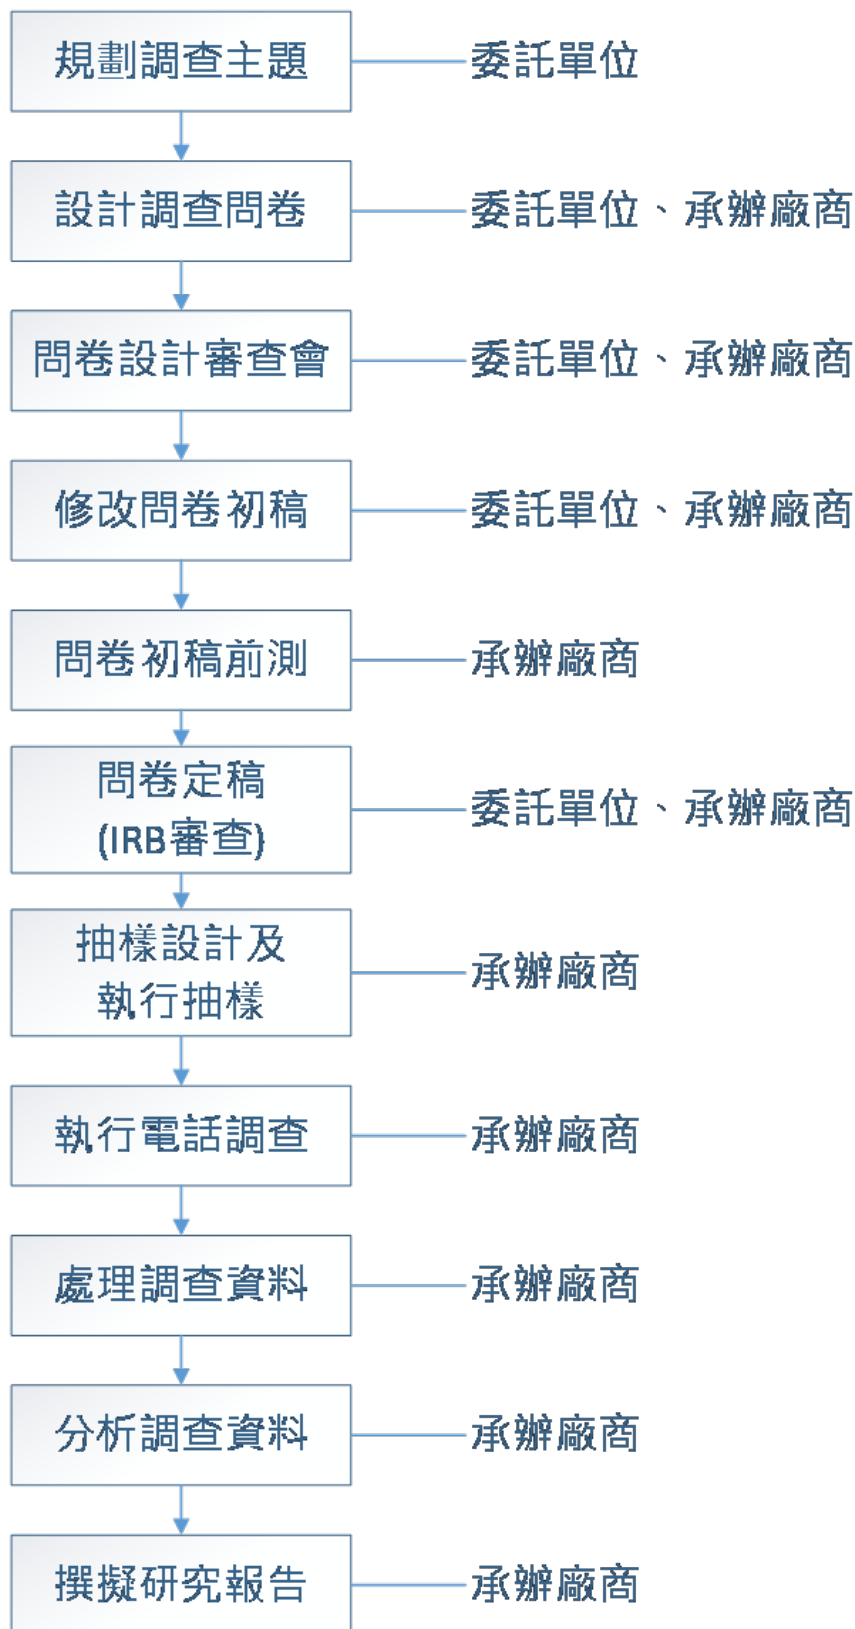 規劃調查主題
委託單位
設計調查問卷
委託單位、承辦廠商
問卷設計審查會
委託單位、承辦廠商
修改問卷初稿
委託單位、承辦廠商
問卷初稿前測
承辦廠商
問卷定稿
(IRB審查)
委託單位、承辦廠商
抽樣設計及
執行抽樣
承辦廠商
執行電話調查
承辦廠商
處理調查資料
承辦廠商
分析調查資料
承辦廠商
撰擬研究報告
承辦廠商